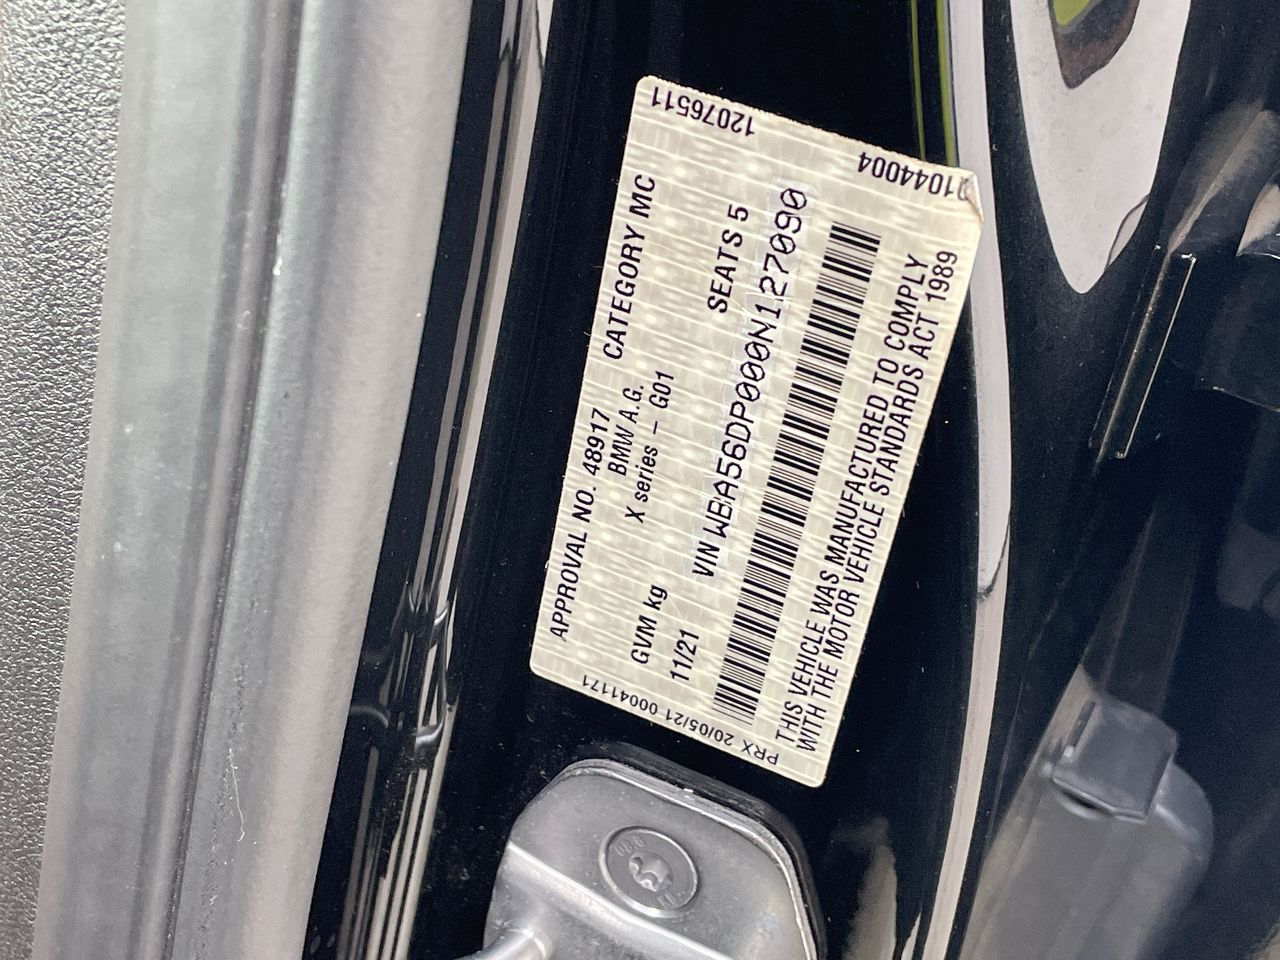 APPROVAL NO. 48917 CATEGORY MC
BMW A.G.
X series – G01
GVM kg SEATS 5
11/21 VIN WBA56DP000N127090
THIS VEHICLE WAS MANUFACTURED TO COMPLY
WITH THE MOTOR VEHICLE STANDARDS ACT 1989
12076511 01044004
PRX 20/05/21 00041171